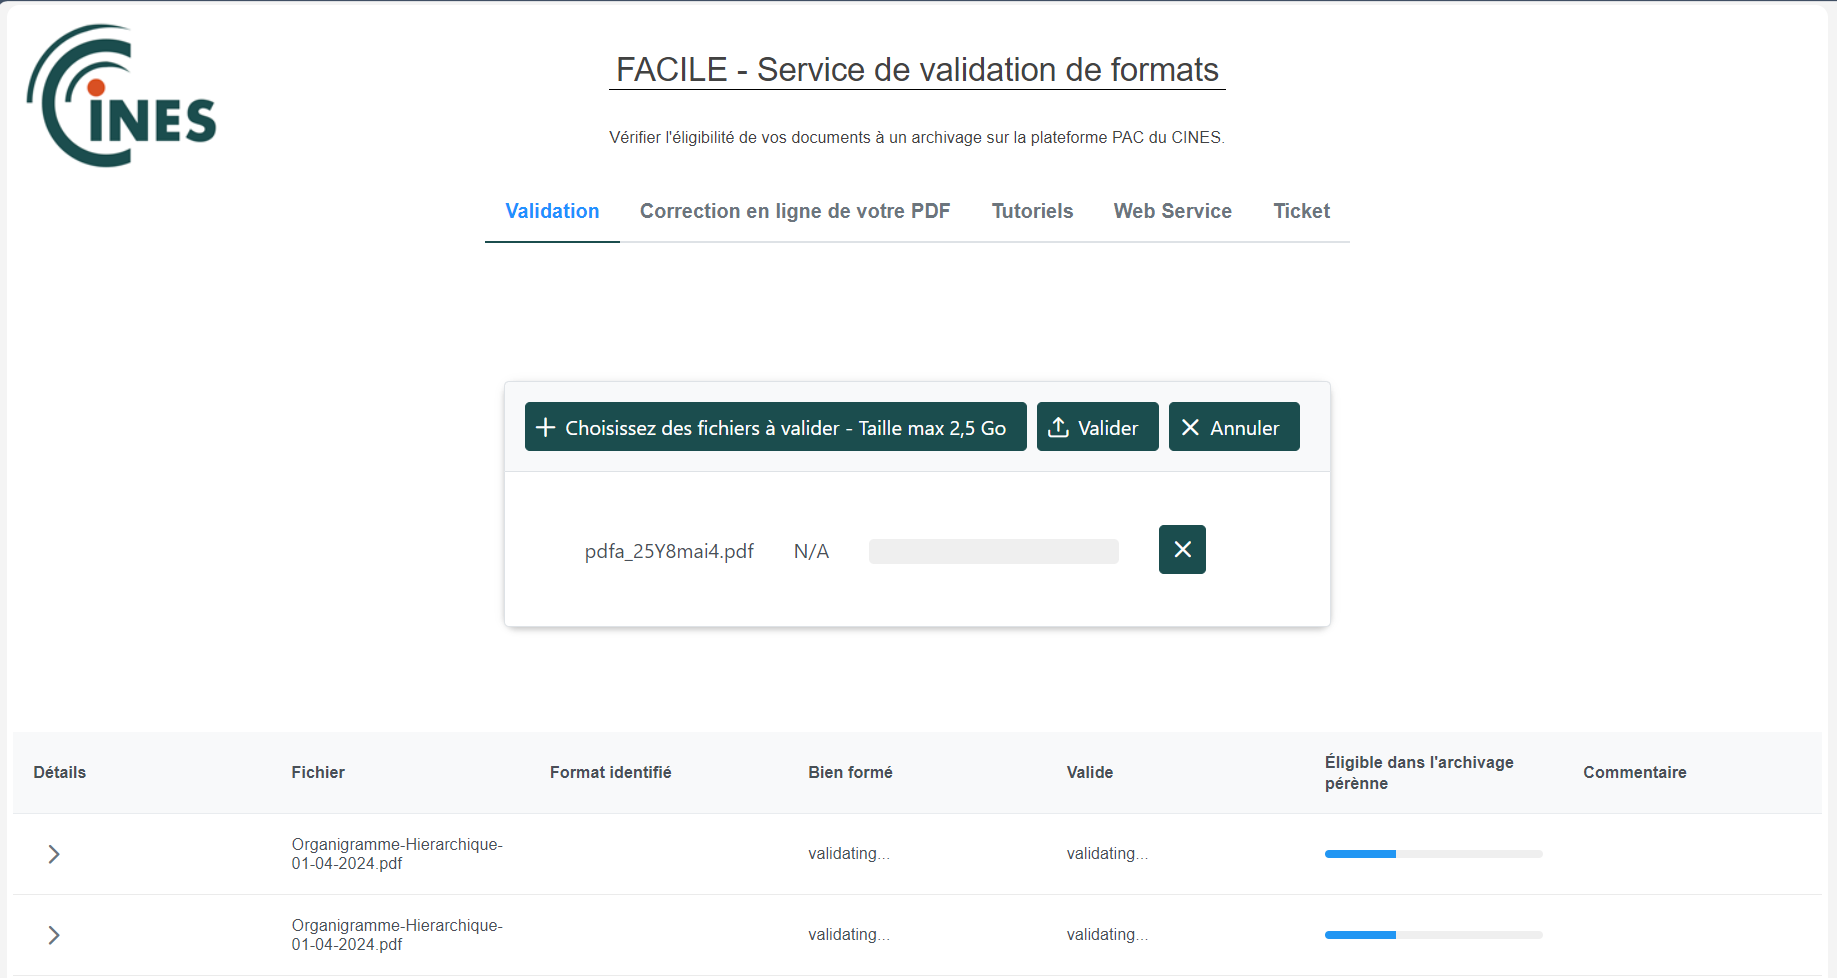 CINES
FACILE - Service de validation de formats
Vérifier l'éligibilité de vos documents à un archivage sur la plateforme PAC du CINES.
Validation Correction en ligne de votre PDF Tutoriels Web Service Ticket
Choisissez des fichiers à valider - Taille max 2,5 Go Valider Annuler
pdfa_25Y8mai4.pdf N/A
Détails Fichier Format identifié Bien formé Valide Éligible dans l'archivage
pérènne Commentaire
Organigramme-Hierarchique-
01-04-2024.pdf validating... validating...
Organigramme-Hierarchique-
01-04-2024.pdf validating... validating...